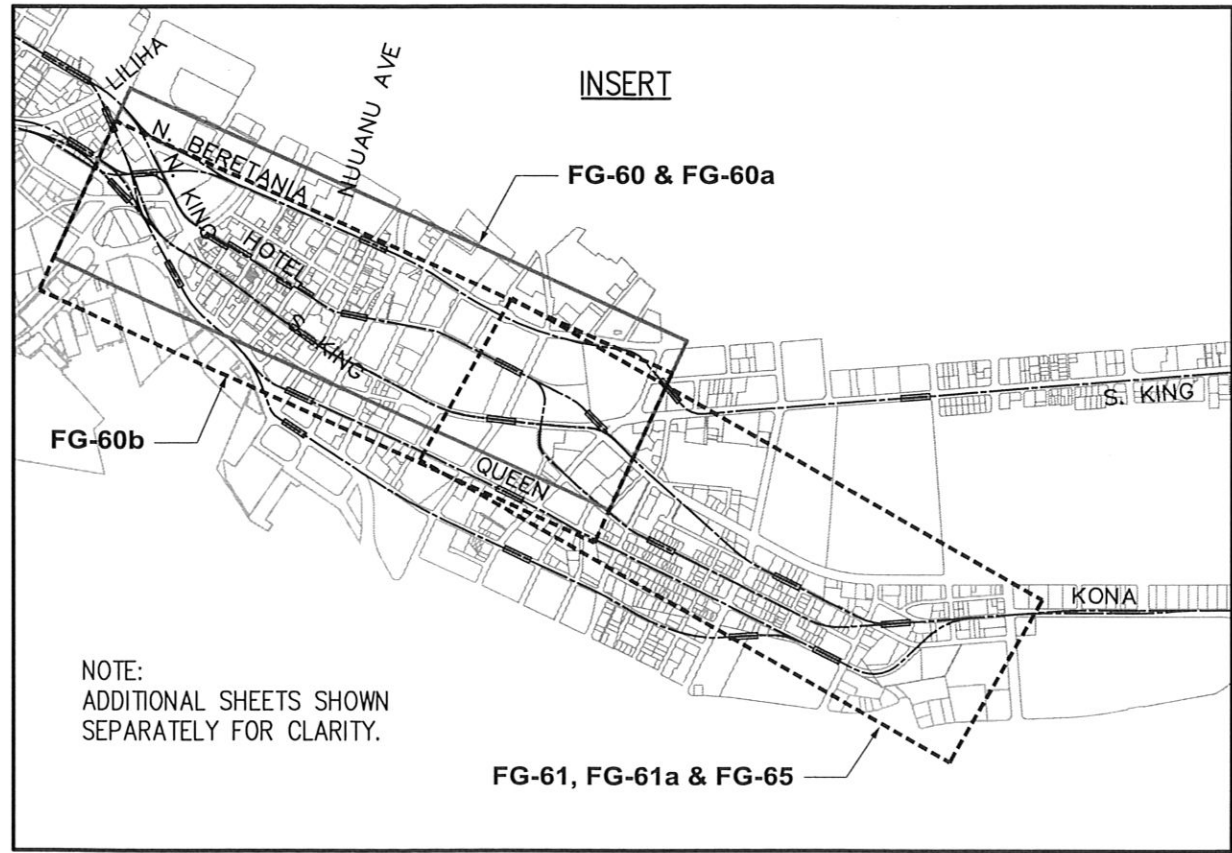 INSERT
LILIHA
NUUANU AVE
N. BERETANIA
FG-60 & FG-60a
N. KING
HOTEL
S. KING
S. KING
FG-60b
QUEEN
KONA
NOTE:
ADDITIONAL SHEETS SHOWN
SEPARATELY FOR CLARITY.
FG-61, FG-61a & FG-65